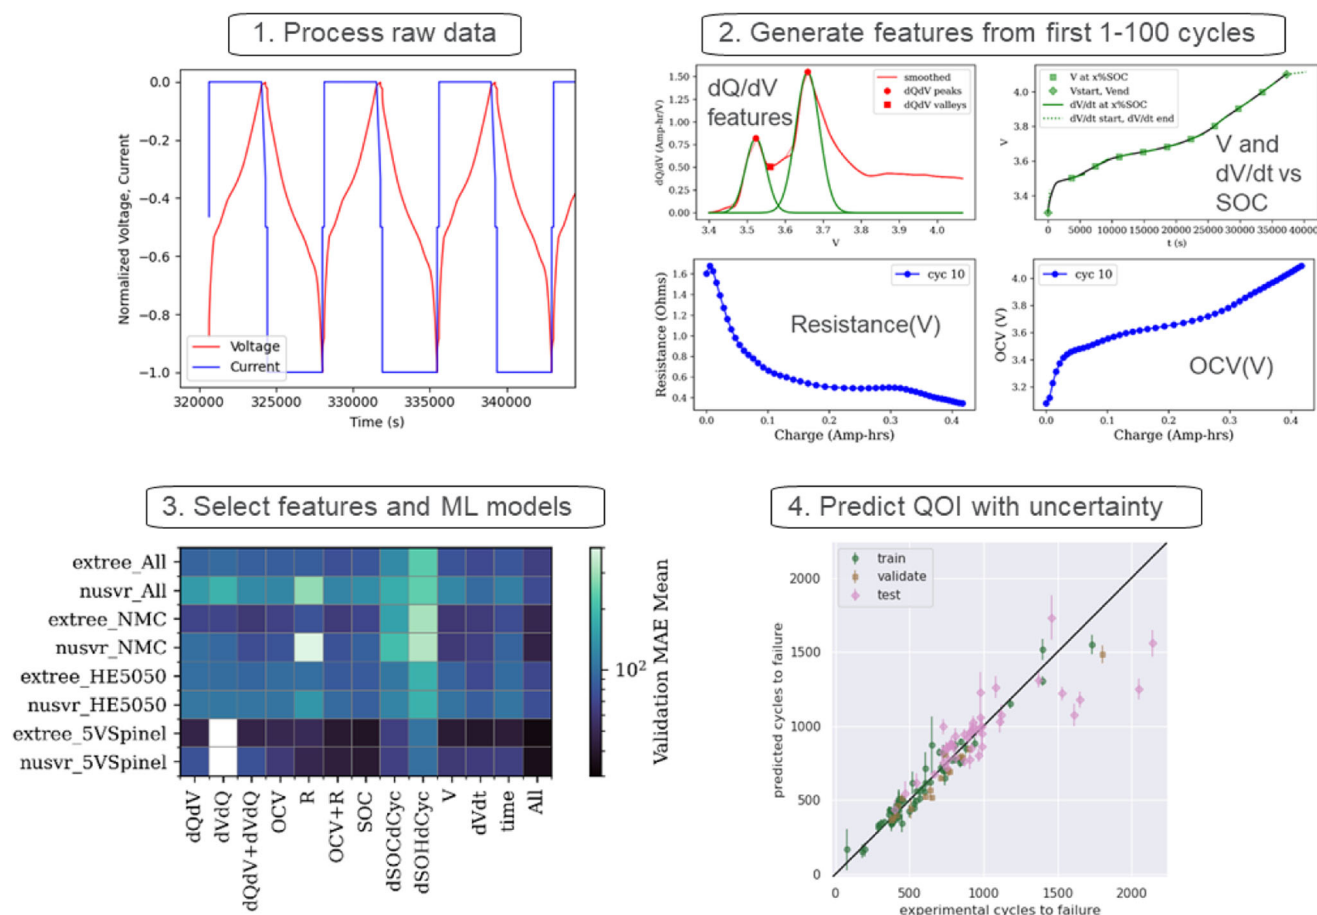 1. Process raw data
2. Generate features from first 1-100 cycles
0.0
−0.2
−0.4
−0.6
−0.8
−1.0
Normalized Voltage, Current
Voltage
Current
320000 325000 330000 335000 340000
Time (s)
1.50
1.25
1.00
0.75
0.50
0.25
0.00
dQ/dV (Amp-hr/V)
dQ/dV
features
smoothed
dQdV peaks
dQdV valleys
3.4 3.5 3.6 3.7 3.8 3.9 4.0
V
4.0
3.8
3.6
3.4
V
V at x%SOC
Vstart, Vend
dV/dt at x%SOC
dV/dt start, dV/dt end
V and
dV/dt vs
SOC
0 5000 10000 15000 20000 25000 30000 35000 40000
t (s)
1.6
1.4
1.2
1.0
0.8
0.6
0.4
Resistance (Ohms)
cyc 10
Resistance(V)
0.0 0.1 0.2 0.3 0.4
Charge (Amp-hrs)
4.0
3.8
3.6
3.4
3.2
OCV (V)
cyc 10
OCV(V)
0.0 0.1 0.2 0.3 0.4
Charge (Amp-hrs)
3. Select features and ML models
extree_All
nusvr_All
extree_NMC
nusvr_NMC
extree_HE5050
nusvr_HE5050
extree_5VSpinel
nusvr_5VSpinel
dQdV
dVdQ
dQdV+dVdQ
OCV
R
OCV+R
SOC
dSOCdCyc
dSOHdCyc
V
dVdt
time
All
10²
Validation MAE Mean
4. Predict QOI with uncertainty
train
validate
test
2000
1500
1000
500
0
predicted cycles to failure
0 500 1000 1500 2000
experimental cycles to failure